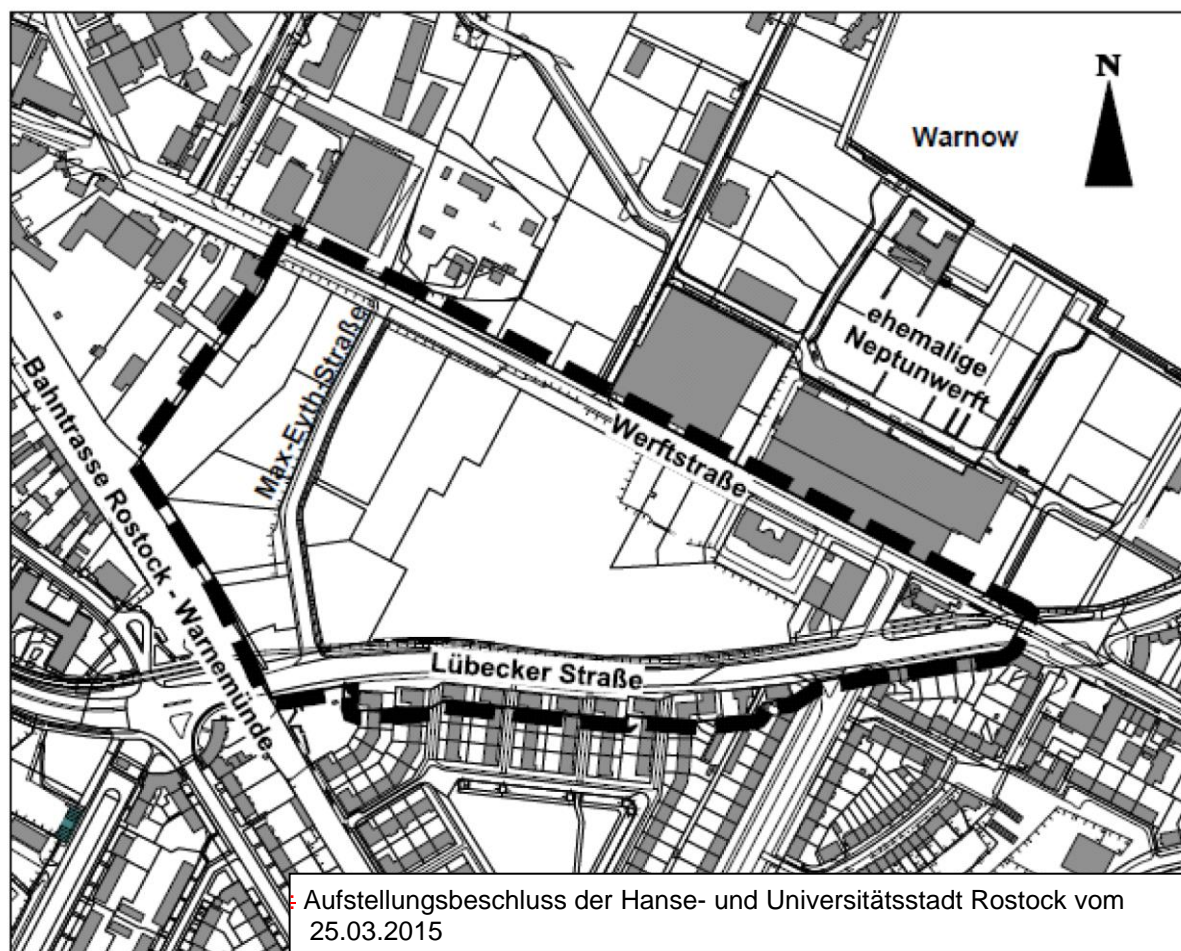 N
Warnow
ehemalige
Neptunwerft
Max-Eyth-Straße
Bahntrasse Rostock - Warnemünde
Werftstraße
Lübecker Straße
Aufstellungsbeschluss der Hanse- und Universitätsstadt Rostock vom
25.03.2015